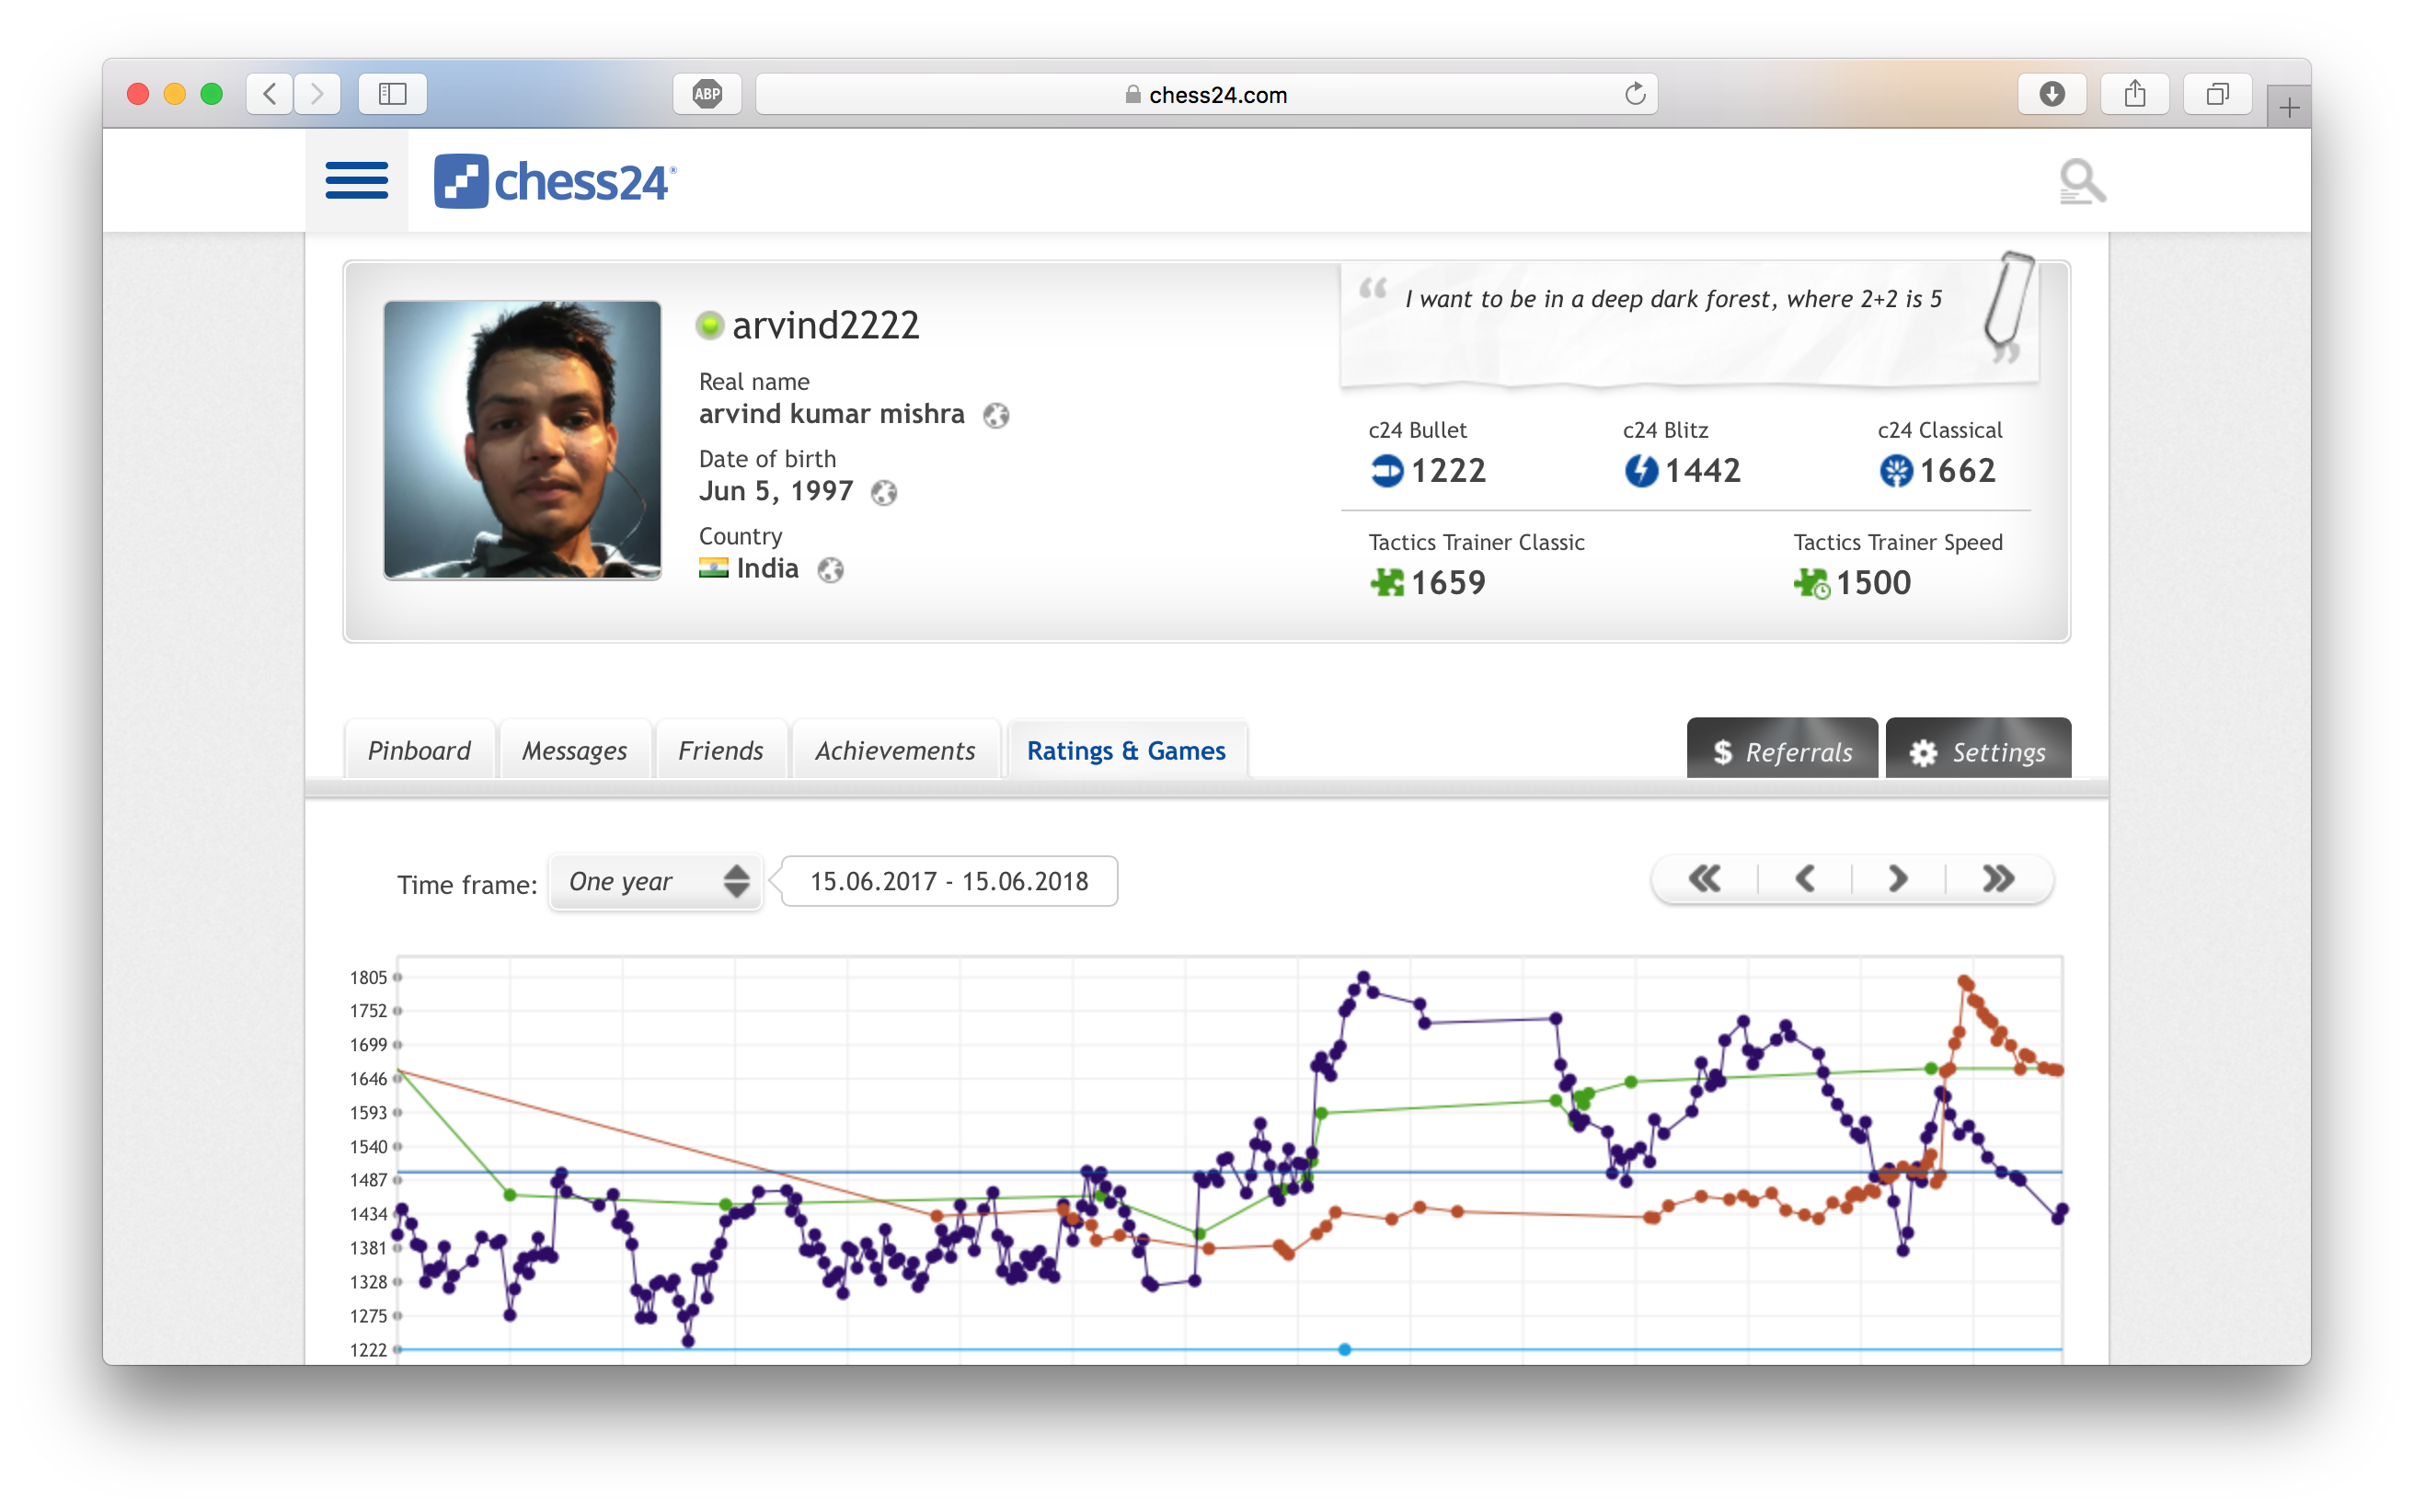 ABP
chess24.com
chess24
“ I want to be in a deep dark forest, where 2+2 is 5 ”
arvind2222
Real name
arvind kumar mishra
Date of birth
Jun 5, 1997
Country
India
c24 Bullet c24 Blitz c24 Classical
1222 1442 1662
Tactics Trainer Classic Tactics Trainer Speed
1659 1500
Pinboard Messages Friends Achievements Ratings & Games $ Referrals Settings
Time frame: One year 15.06.2017 - 15.06.2018
1805
1752
1699
1646
1593
1540
1487
1434
1381
1328
1275
1222